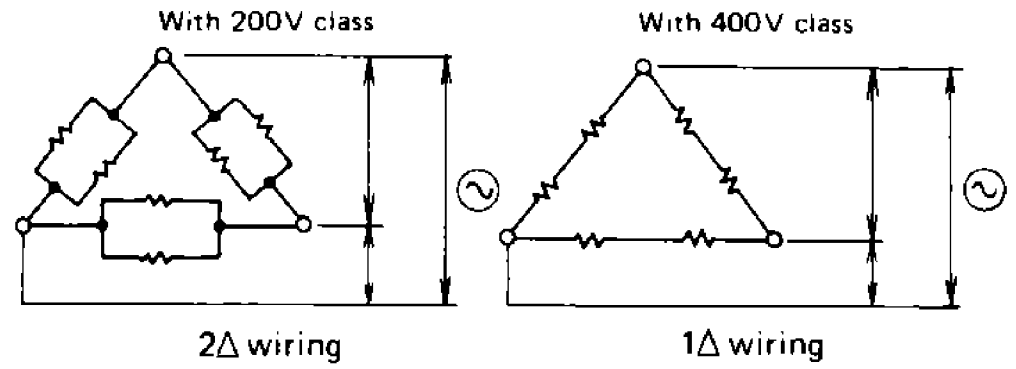 With 200V class
With 400V class
2Δ wiring
1Δ wiring